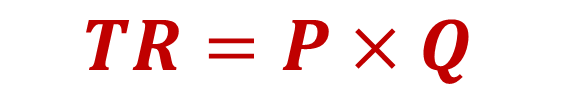 TR = P × Q